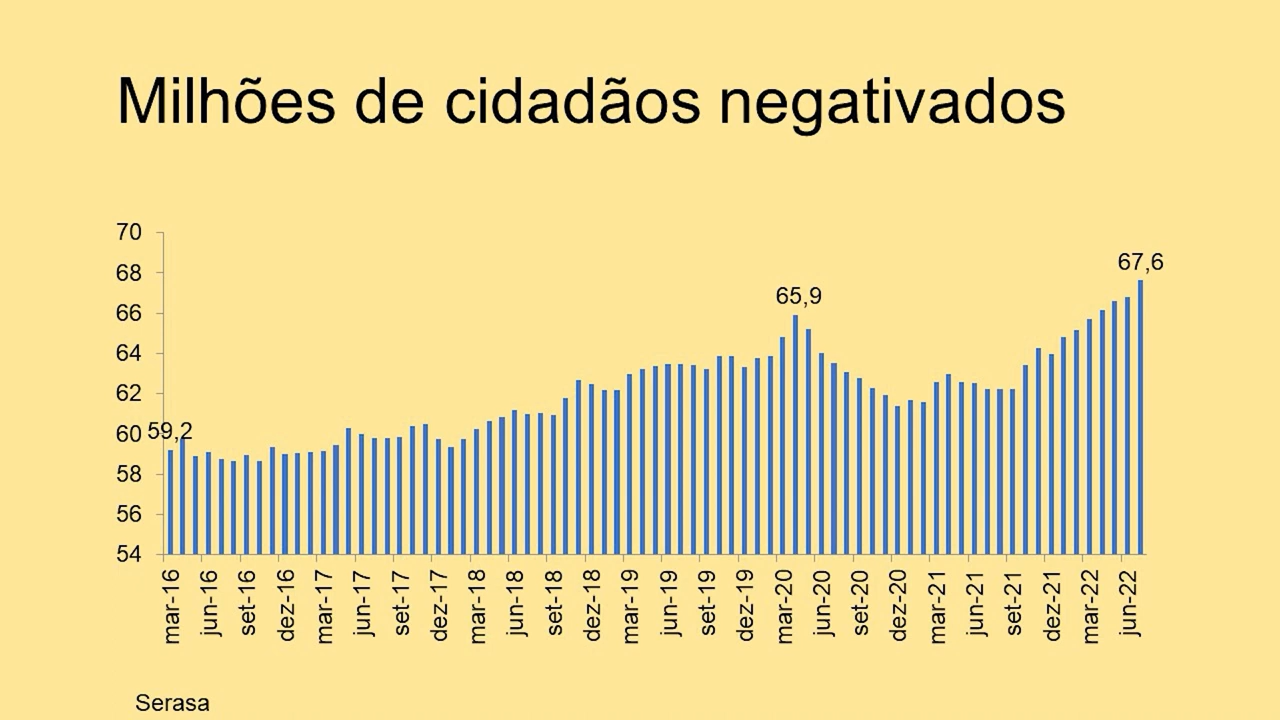 Milhões de cidadãos negativados
70
68
66
64
62
60
58
56
54
59,2
65,9
67,6
mar-16
jun-16
set-16
dez-16
mar-17
jun-17
set-17
dez-17
mar-18
jun-18
set-18
dez-18
mar-19
jun-19
set-19
dez-19
mar-20
jun-20
set-20
dez-20
mar-21
jun-21
set-21
dez-21
mar-22
jun-22
Serasa